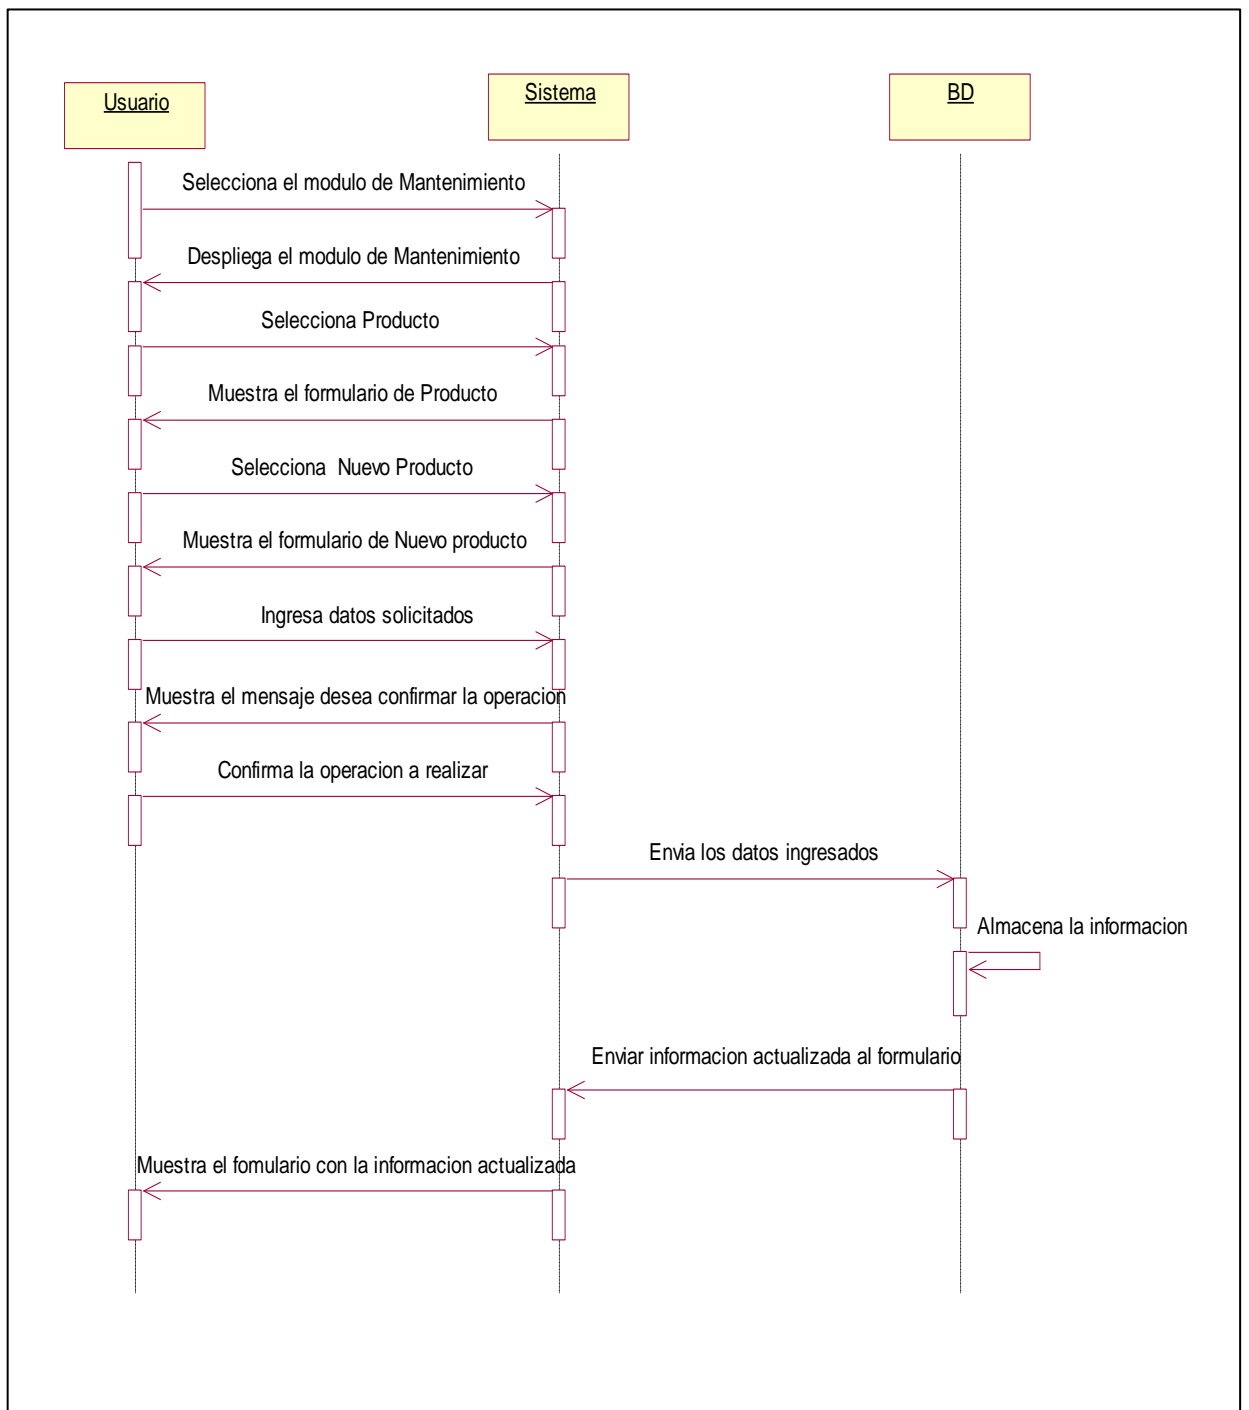 Usuario
Sistema
BD
Selecciona el modulo de Mantenimiento
Despliega el modulo de Mantenimiento
Selecciona Producto
Muestra el formulario de Producto
Selecciona  Nuevo Producto
Muestra el formulario de Nuevo producto
Ingresa datos solicitados
Muestra el mensaje desea confirmar la operacion
Confirma la operacion a realizar
Envia los datos ingresados
Almacena la informacion
Enviar informacion actualizada al formulario
Muestra el fomulario con la informacion actualizada